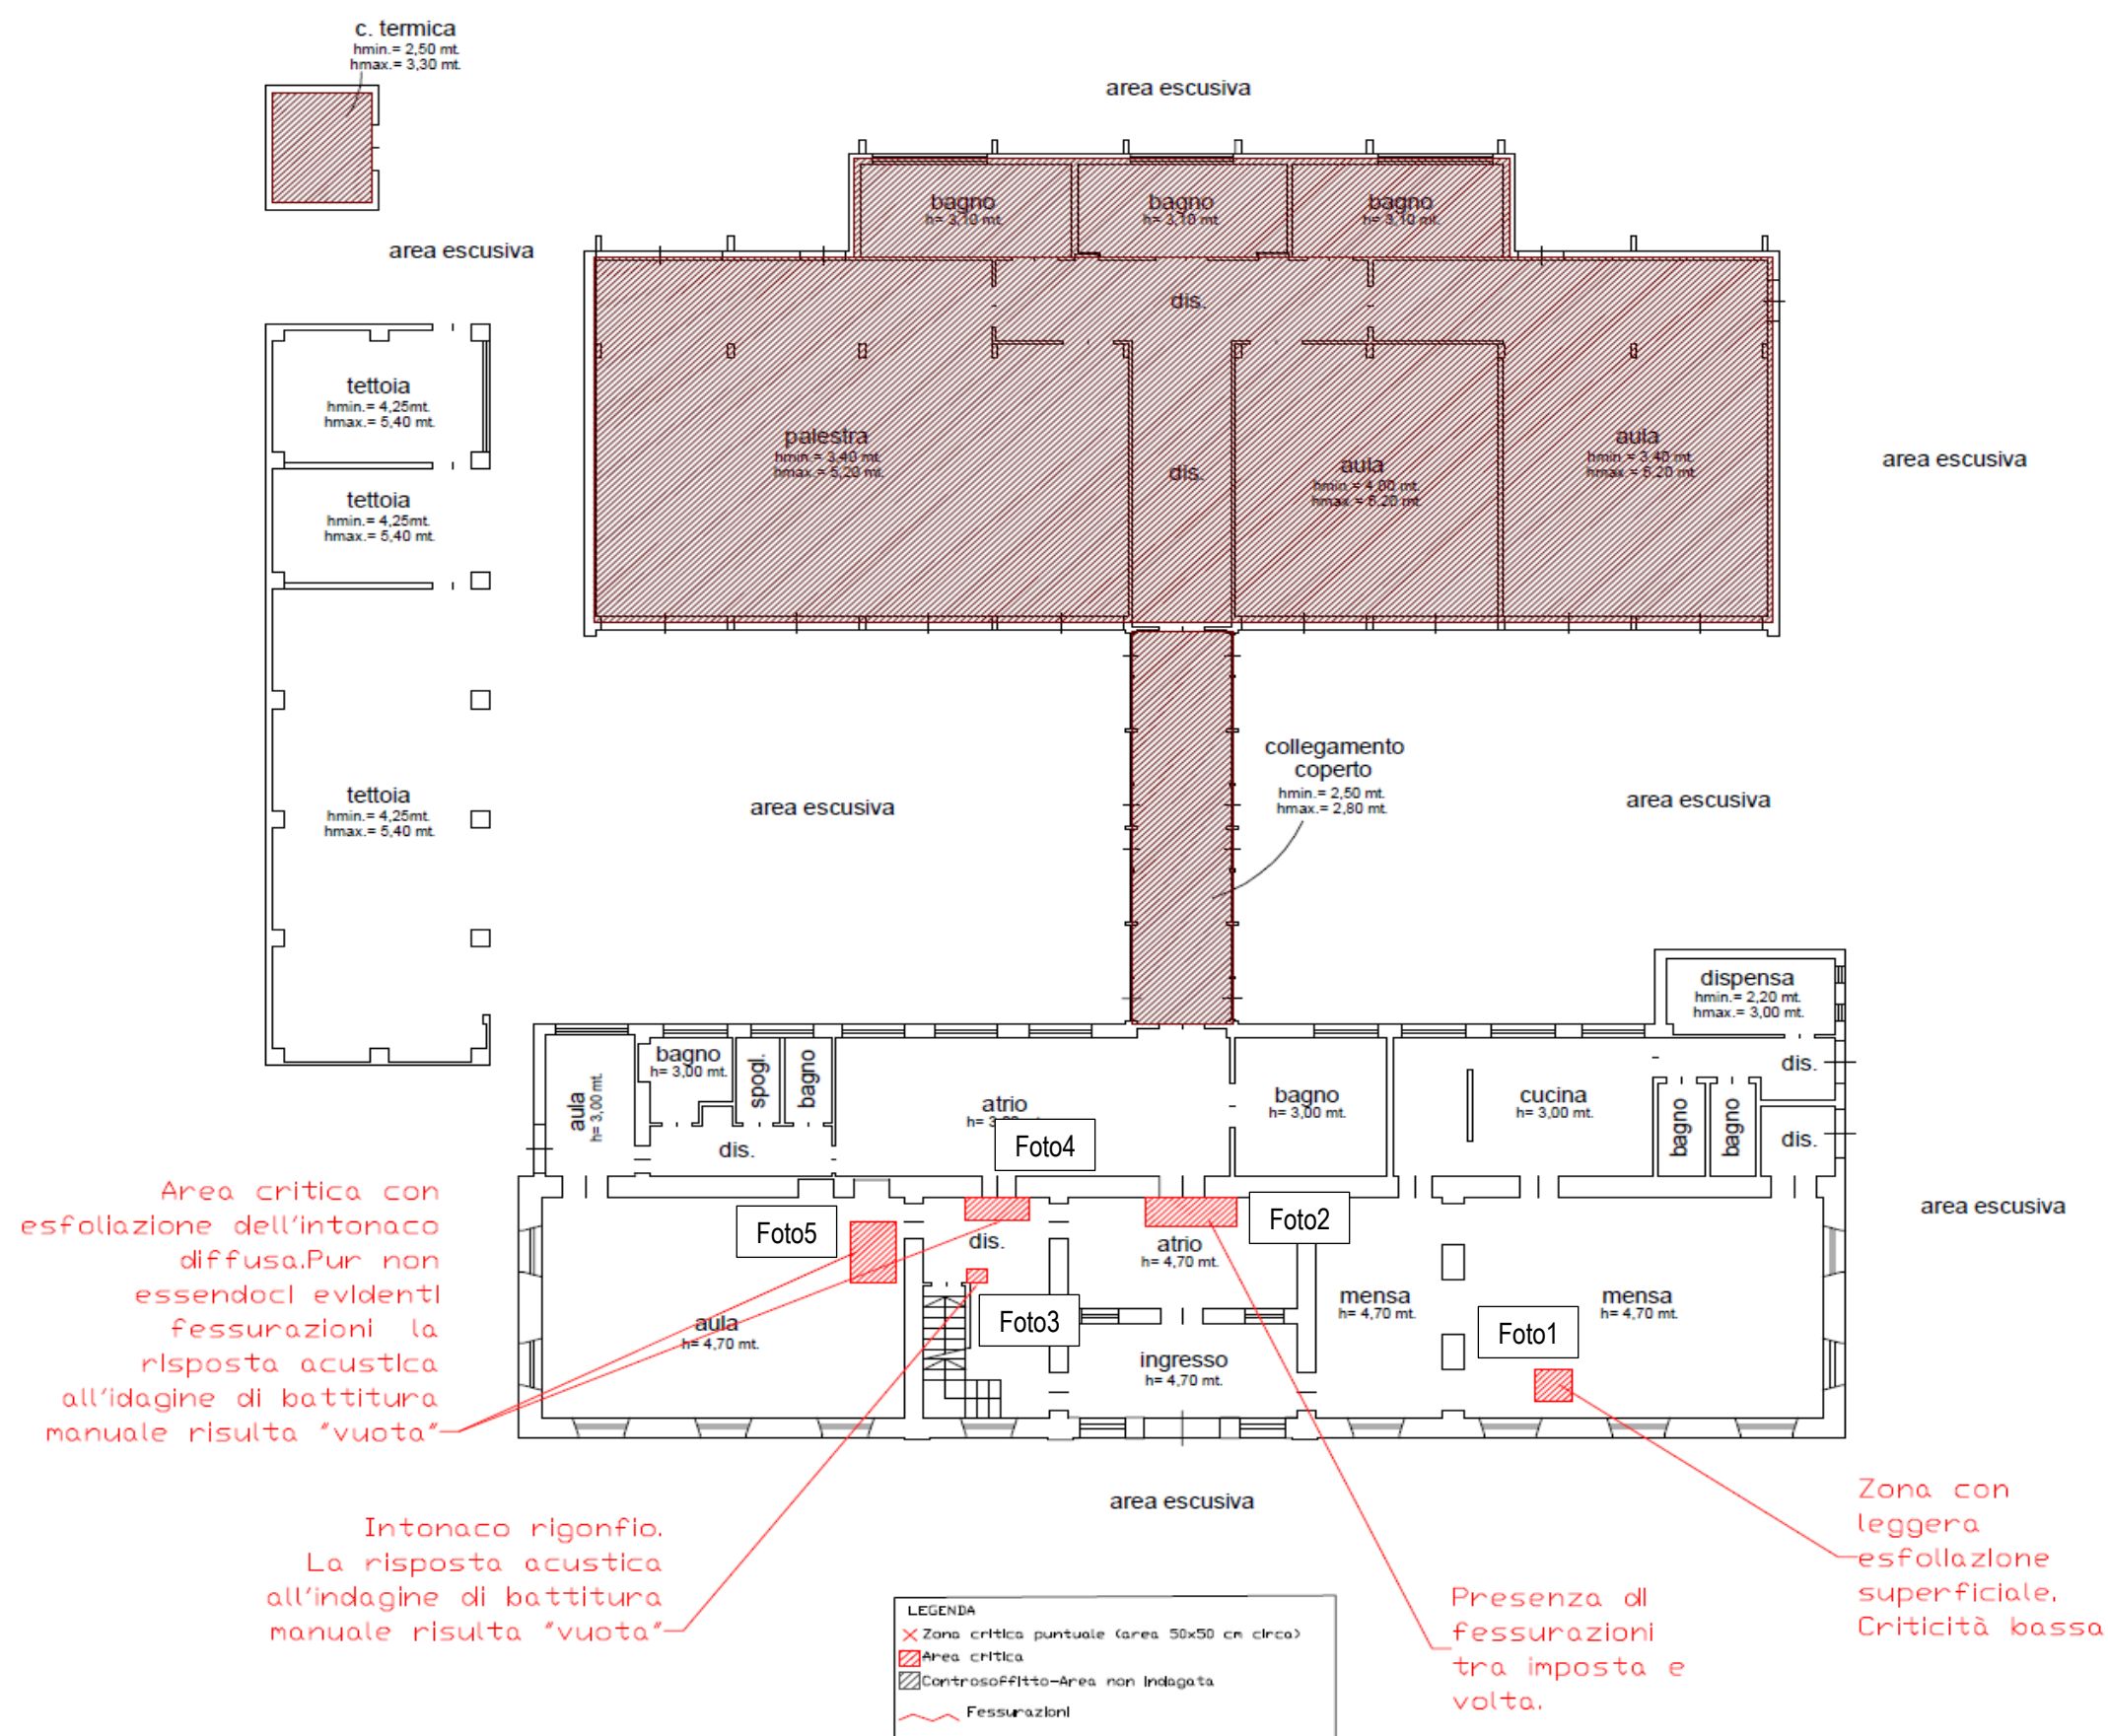 c. termica
hmin.= 2,50 mt.
hmax.= 3,30 mt.
area escusiva
area escusiva
bagno
h= 3,10 mt.
bagno
h= 3,10 mt.
bagno
h= 3,10 mt.
dis.
tettoia
hmin.= 4,25mt.
hmax.= 5,40 mt.
palestra
hmin.= 3,40 mt.
hmax.= 5,20 mt.
dis.
aula
hmin.= 4,00 mt.
hmax.= 5,20 mt.
aula
hmin.= 3,40 mt.
hmax.= 5,20 mt.
area escusiva
tettoia
hmin.= 4,25mt.
hmax.= 5,40 mt.
collegamento
coperto
hmin.= 2,50 mt.
hmax.= 2,80 mt.
tettoia
hmin.= 4,25mt.
hmax.= 5,40 mt.
area escusiva
area escusiva
dispensa
hmin.= 2,20 mt.
hmax.= 3,00 mt.
aula
h= 3,00 mt.
bagno
h= 3,00 mt.
spogl.
bagno
dis.
atrio
Foto4
bagno
h= 3,00 mt.
cucina
h= 3,00 mt.
bagno
bagno
dis.
dis.
Area critica con
esfoliazione dell'intonaco
diffusa.Pur non
essendoci evidenti
fessurazioni la
risposta acustica
all'idagine di battitura
manuale risulta "vuota"
Foto5
dis.
Foto2
atrio
h= 4,70 mt.
area escusiva
aula
h= 4,70 mt.
Foto3
mensa
h= 4,70 mt.
mensa
h= 4,70 mt.
Foto1
ingresso
h= 4,70 mt.
area escusiva
Intonaco rigonfio.
La risposta acustica
all'indagine di battitura
manuale risulta "vuota"
Presenza di
fessurazioni
tra imposta e
volta.
Zona con
leggera
esfoliazione
superficiale.
Criticità bassa
LEGENDA
Zona critica puntuale (area 50x50 cm circa)
Area critica
Controsoffitto-Area non indagata
Fessurazioni